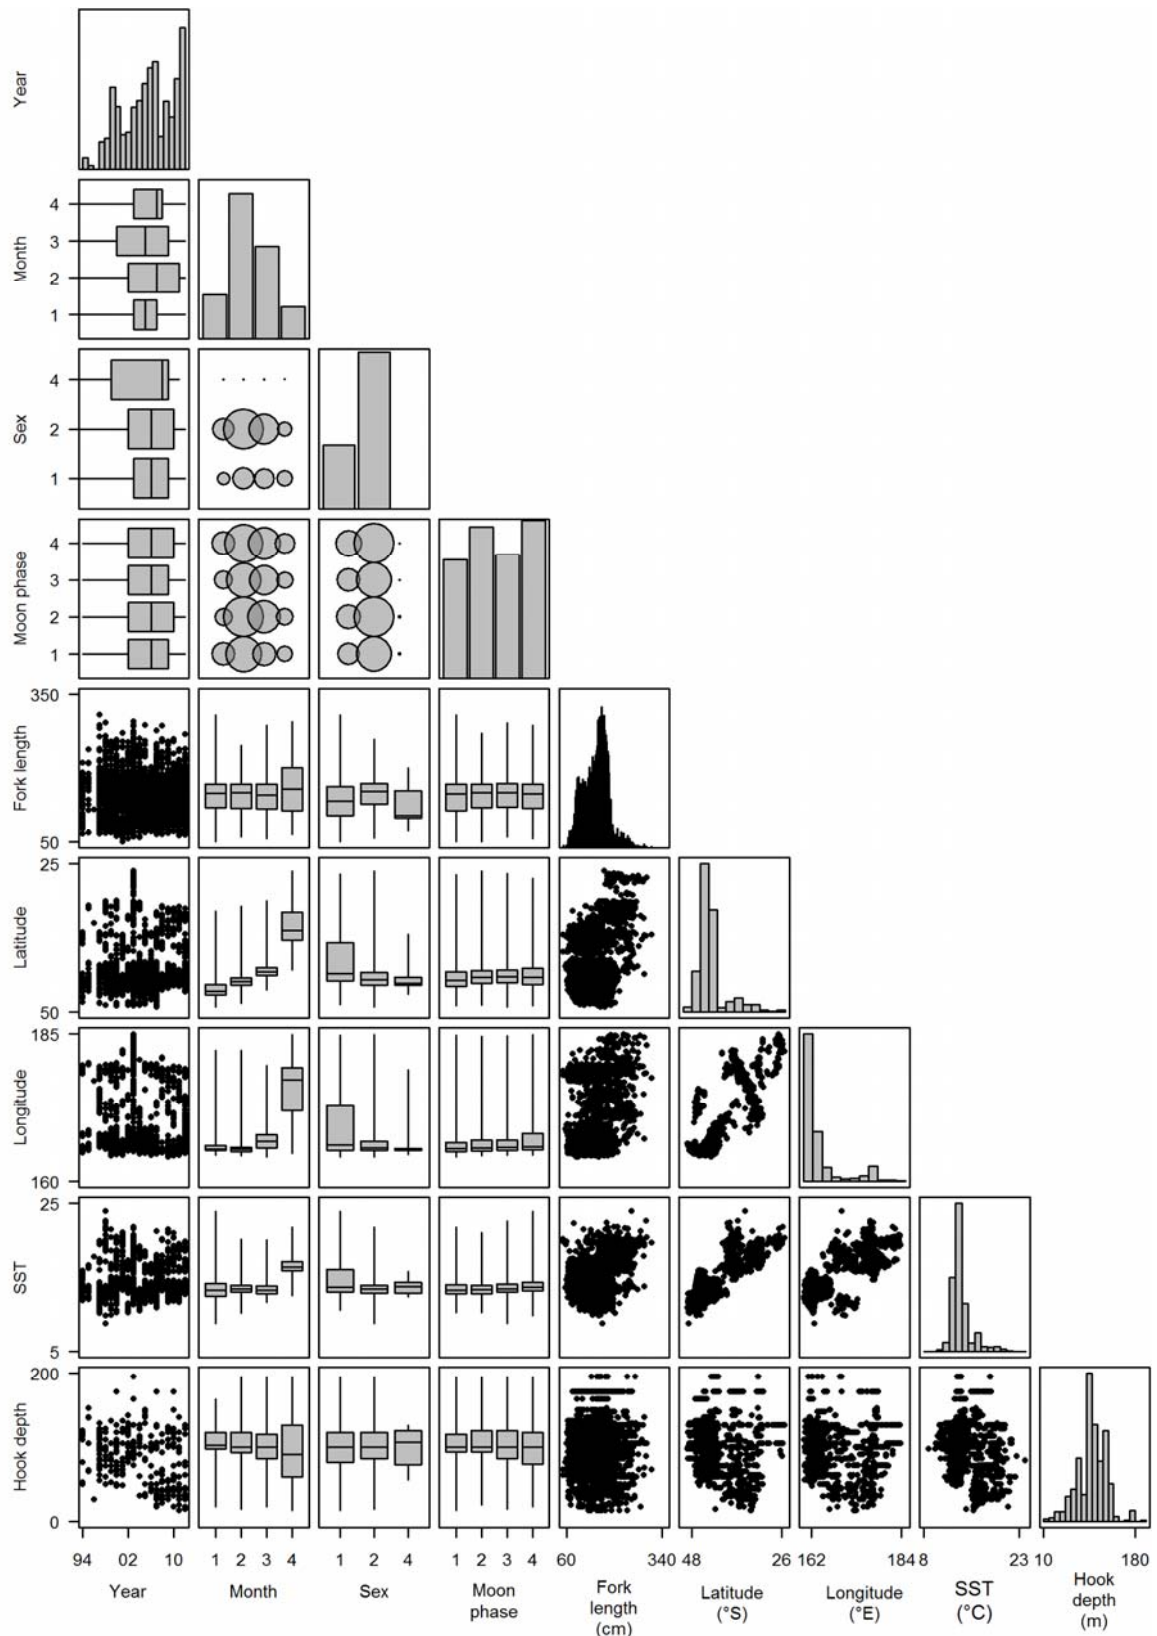 Year
4
3
2
1
Month
4
2
1
Sex
4
3
2
1
Moon phase
350
50
Fork length
25
50
Latitude
185
160
Longitude
25
5
SST
200
0
Hook depth
94 02 10 1 2 3 4 1 2 4 1 2 3 4 60 340 48 26 162 184 8 23 10 180
Year Month Sex Moon phase Fork length (cm) Latitude (°S) Longitude (°E) SST (°C) Hook depth (m)